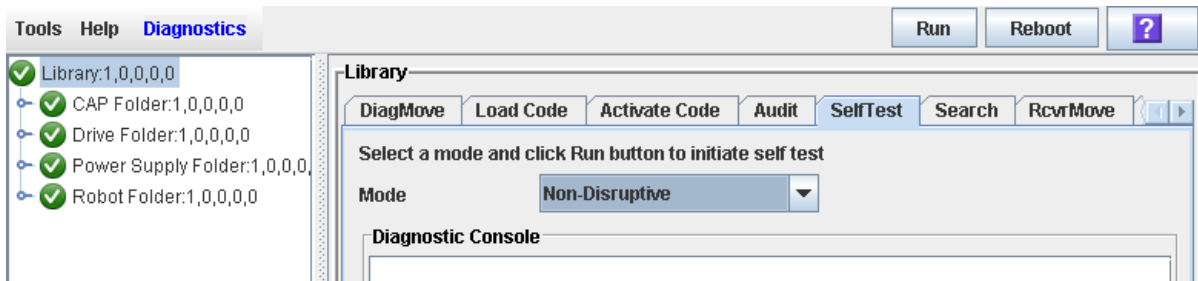 Tools Help Diagnostics
Run Reboot ?
Library:1,0,0,0,0
CAP Folder:1,0,0,0,0
Drive Folder:1,0,0,0,0
Power Supply Folder:1,0,0,0,
Robot Folder:1,0,0,0,0
Library
DiagMove Load Code Activate Code Audit SelfTest Search RcvrMove
Select a mode and click Run button to initiate self test
Mode Non-Disruptive
Diagnostic Console